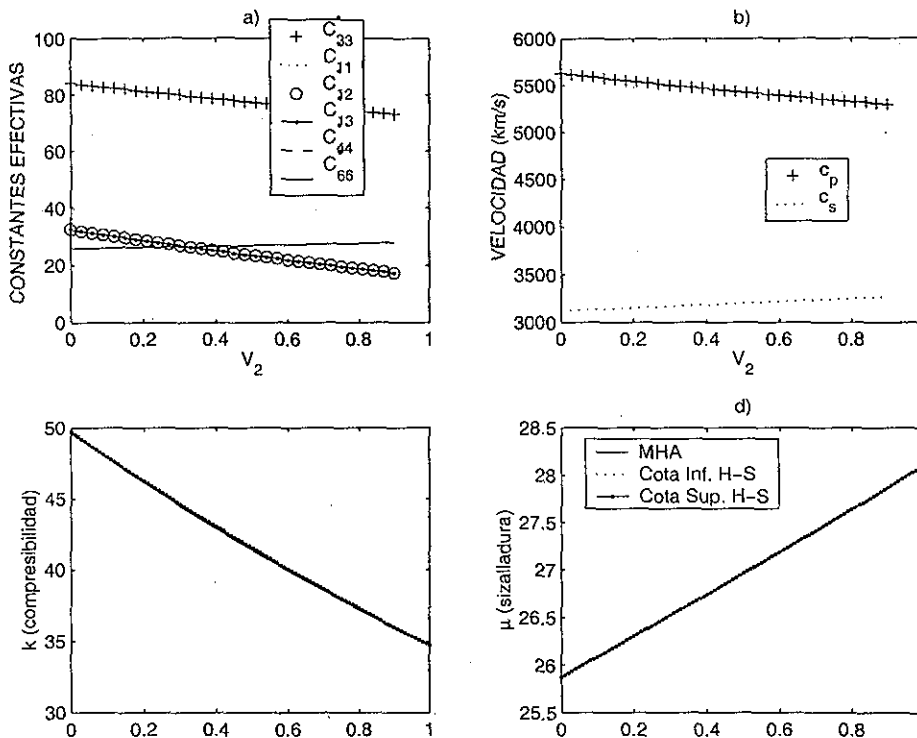 a)
CONSTANTES EFECTIVAS
100
80
60
40
20
0
C33
C11
C12
C13
C44
C66
0 0.2 0.4 0.6 0.8 1
V2
b)
VELOCIDAD (km/s)
6000
5500
5000
4500
4000
3500
3000
cp
cs
0 0.2 0.4 0.6 0.8
V2
k (compresibilidad)
50
45
40
35
30
0 0.2 0.4 0.6 0.8 1
d)
μ (sizalladura)
28.5
28
27.5
27
26.5
26
25.5
MHA
Cota Inf. H-S
Cota Sup. H-S
0 0.2 0.4 0.6 0.8 1